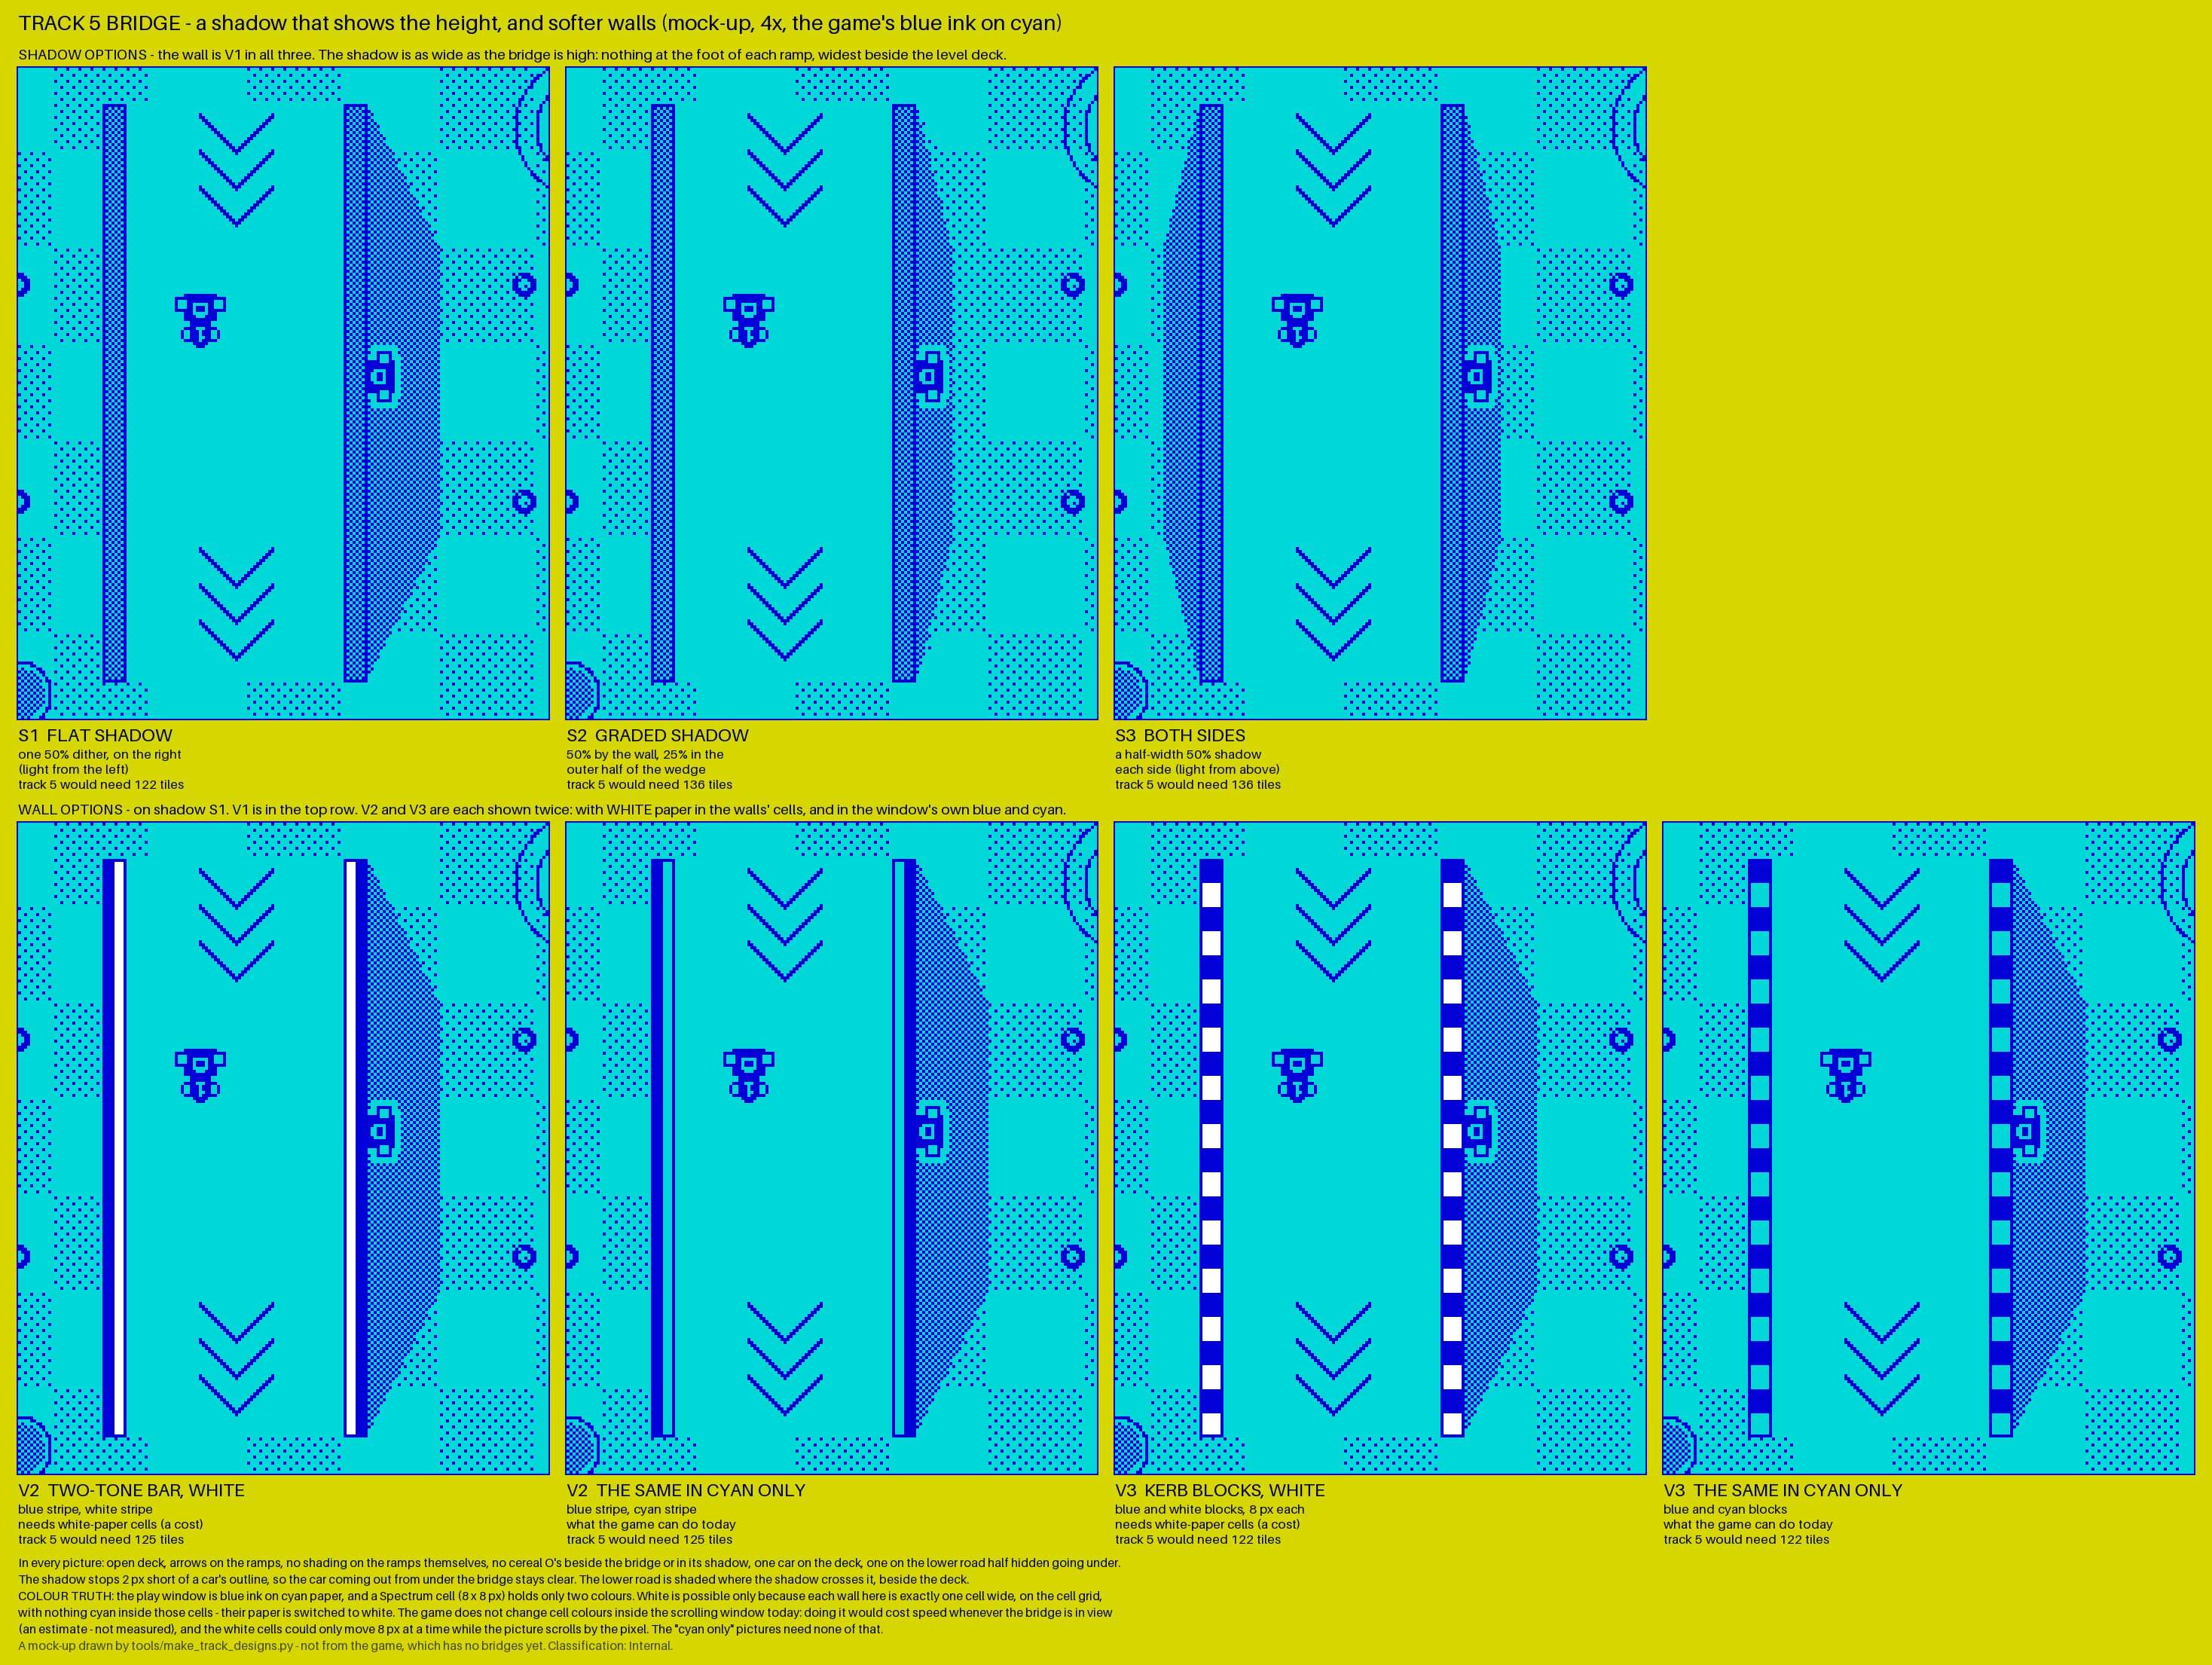 TRACK 5 BRIDGE - a shadow that shows the height, and softer walls (mock-up, 4x, the game's blue ink on cyan)
SHADOW OPTIONS - the wall is V1 in all three. The shadow is as wide as the bridge is high: nothing at the foot of each ramp, widest beside the level deck.
S1 FLAT SHADOW
one 50% dither, on the right
(light from the left)
track 5 would need 122 tiles
S2 GRADED SHADOW
50% by the wall, 25% in the
outer half of the wedge
track 5 would need 136 tiles
S3 BOTH SIDES
a half-width 50% shadow
each side (light from above)
track 5 would need 136 tiles
WALL OPTIONS - on shadow S1. V1 is in the top row. V2 and V3 are each shown twice: with WHITE paper in the walls' cells, and in the window's own blue and cyan.
V2 TWO-TONE BAR, WHITE
blue stripe, white stripe
needs white-paper cells (a cost)
track 5 would need 125 tiles
V2 THE SAME IN CYAN ONLY
blue stripe, cyan stripe
what the game can do today
track 5 would need 125 tiles
V3 KERB BLOCKS, WHITE
blue and white blocks, 8 px each
needs white-paper cells (a cost)
track 5 would need 122 tiles
V3 THE SAME IN CYAN ONLY
blue and cyan blocks
what the game can do today
track 5 would need 122 tiles
In every picture: open deck, arrows on the ramps, no shading on the ramps themselves, no cereal O's beside the bridge or in its shadow, one car on the deck, one on the lower road half hidden going under.
The shadow stops 2 px short of a car's outline, so the car coming out from under the bridge stays clear. The lower road is shaded where the shadow crosses it, beside the deck.
COLOUR TRUTH: the play window is blue ink on cyan paper, and a Spectrum cell (8 x 8 px) holds only two colours. White is possible only because each wall here is exactly one cell wide, on the cell grid,
with nothing cyan inside those cells - their paper is switched to white. The game does not change cell colours inside the scrolling window today: doing it would cost speed whenever the bridge is in view
(an estimate - not measured), and the white cells could only move 8 px at a time while the picture scrolls by the pixel. The "cyan only" pictures need none of that.
A mock-up drawn by tools/make_track_designs.py - not from the game, which has no bridges yet. Classification: Internal.